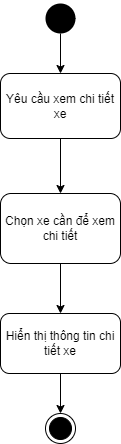 Yêu cầu xem chi tiết
xe
Chọn xe cần để xem
chi tiết
Hiển thị thông tin chi
tiết xe